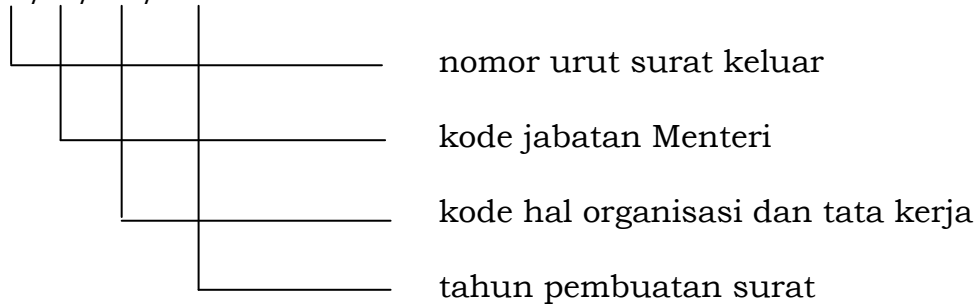 nomor urut surat keluar
kode jabatan Menteri
kode hal organisasi dan tata kerja
tahun pembuatan surat